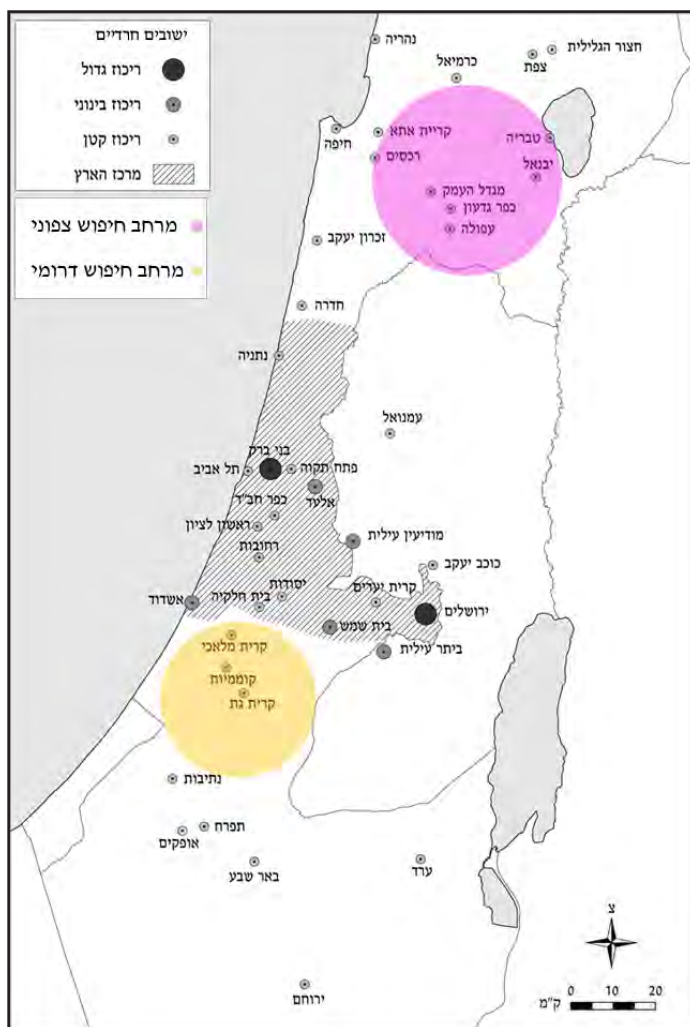 ישובים חרדיים
ריכוז גדול
ריכוז בינוני
ריכוז קטן
מרכז הארץ
מרחב חיפוש צפוני
מרחב חיפוש דרומי
נהריה
חצור הגלילית
צפת
כרמיאל
חיפה
קריית אתא
טבריה
רכסים
יבנאל
מגדל העמק
כפר גדעון
עפולה
זכרון יעקב
חדרה
נתניה
עמנואל
בני ברק
תל אביב
פתח תקוה
אלעד
כפר חב"ד
ראשון לציון
מודיעין עילית
רחובות
כוכב יעקב
יסודות
קרית יערים
אשדוד
בית חלקיה
ירושלים
בית שמש
קרית מלאכי
ביתר עילית
קוממיות
קרית גת
נתיבות
תפרח
אופקים
באר שבע
ערד
ירוחם
צ
ק"מ 0 10 20